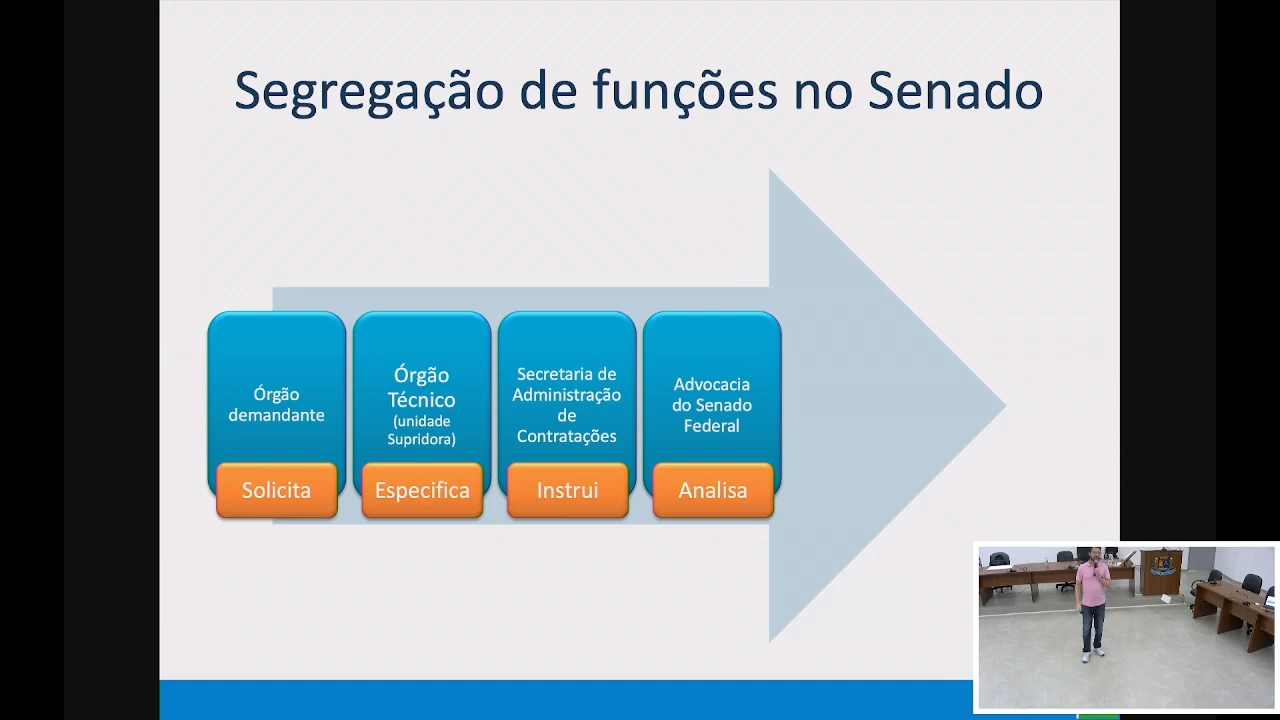 Segregação de funções no Senado
Órgão
demandante
Solicita
Órgão
Técnico
(unidade
Supridora)
Especifica
Secretaria de
Administração
de
Contratações
Instrui
Advocacia
do Senado
Federal
Analisa